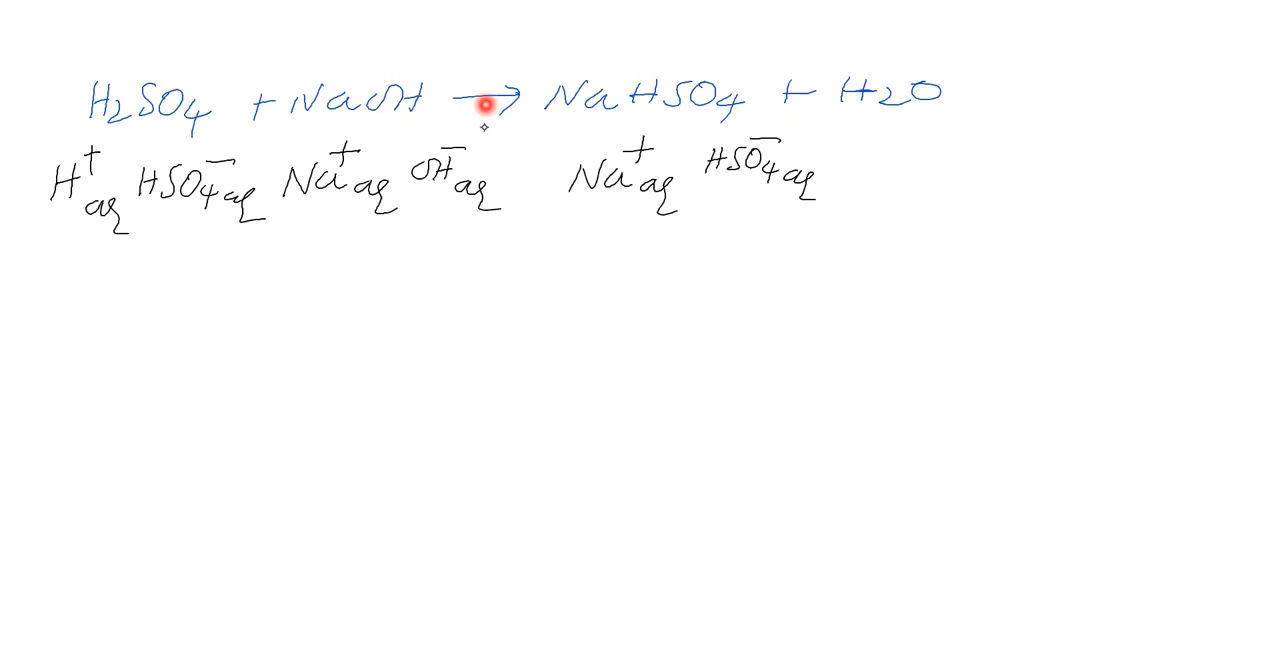 H2SO4 + NaOH → NaHSO4 + H2O
H+aq HSO4-aq Na+aq OH-aq Na+aq HSO4-aq